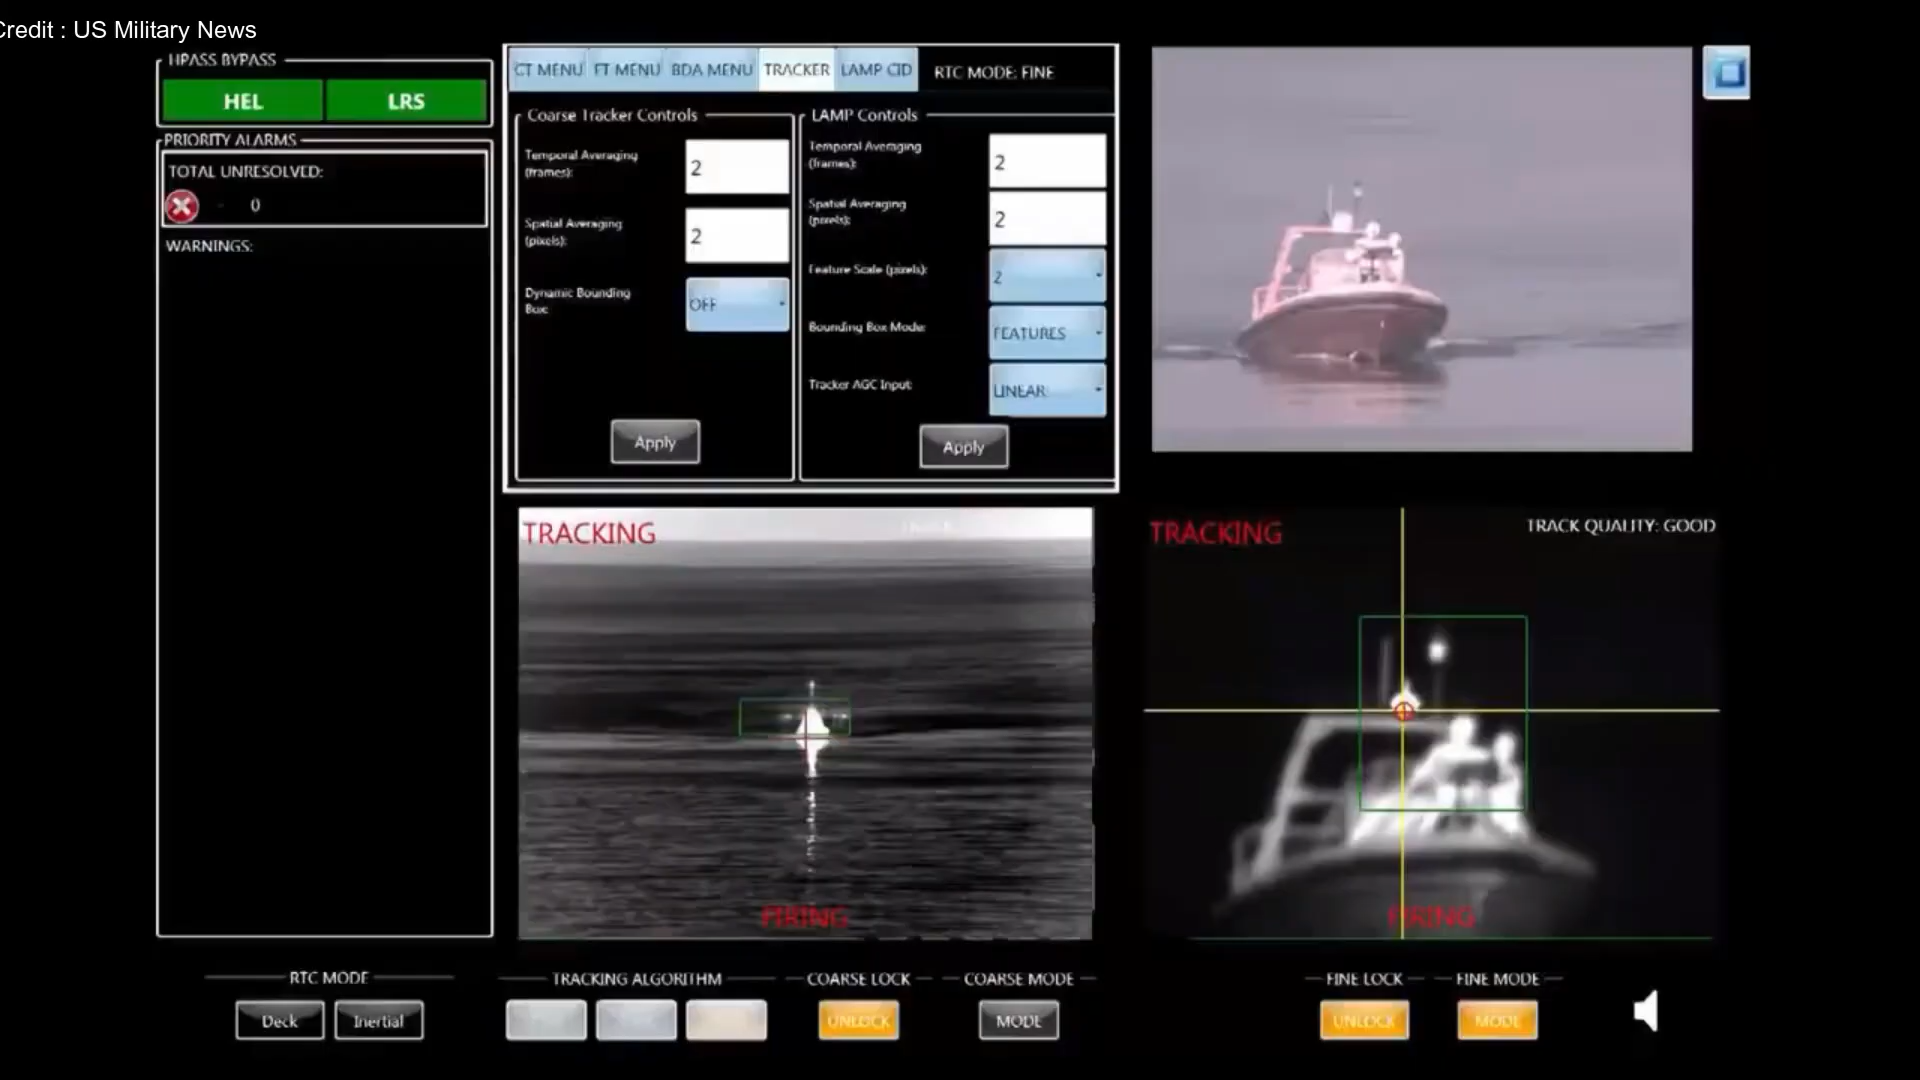 Credit : US Military News
HPASS BYPASS
HEL
LRS
PRIORITY ALARMS
TOTAL UNRESOLVED:
0
WARNINGS:
CT MENU
FT MENU
BDA MENU
TRACKER
LAMP CID
RTC MODE: FINE
Coarse Tracker Controls
Temporal Averaging
(frames):
2
Spatial Averaging
(pixels):
2
Dynamic Bounding
Box:
OFF
Apply
LAMP Controls
Temporal Averaging
(frames):
2
Spatial Averaging
(pixels):
2
Feature Scale (pixels):
2
Bounding Box Mode:
FEATURES
Tracker AGC Input:
LINEAR
Apply
TRACKING
FIRING
TRACKING
TRACK QUALITY: GOOD
FIRING
RTC MODE
Deck
Inertial
TRACKING ALGORITHM
COARSE LOCK
UNLOCK
COARSE MODE
MODE
FINE LOCK
UNLOCK
FINE MODE
MODE